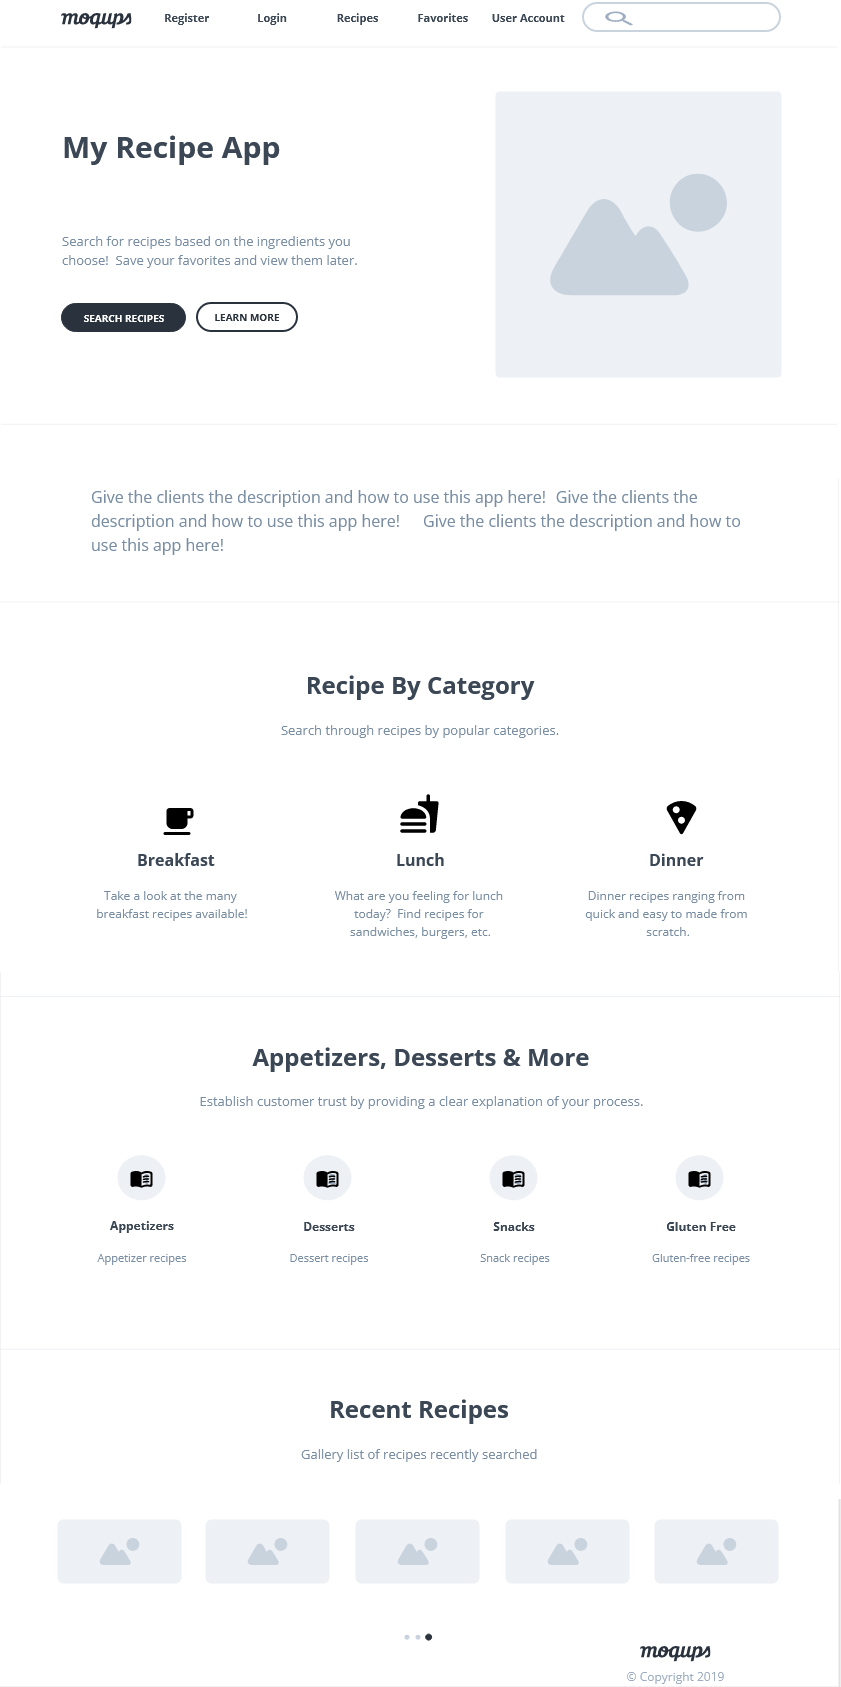 moqups Register Login Recipes Favorites User Account
My Recipe App
Search for recipes based on the ingredients you
choose!  Save your favorites and view them later.
SEARCH RECIPES LEARN MORE
Give the clients the description and how to use this app here!  Give the clients the
description and how to use this app here!     Give the clients the description and how to
use this app here!
Recipe By Category
Search through recipes by popular categories.
Breakfast
Take a look at the many
breakfast recipes available!
Lunch
What are you feeling for lunch
today?  Find recipes for
sandwiches, burgers, etc.
Dinner
Dinner recipes ranging from
quick and easy to made from
scratch.
Appetizers, Desserts & More
Establish customer trust by providing a clear explanation of your process.
Appetizers
Appetizer recipes
Desserts
Dessert recipes
Snacks
Snack recipes
Gluten Free
Gluten-free recipes
Recent Recipes
Gallery list of recipes recently searched
moqups
© Copyright 2019